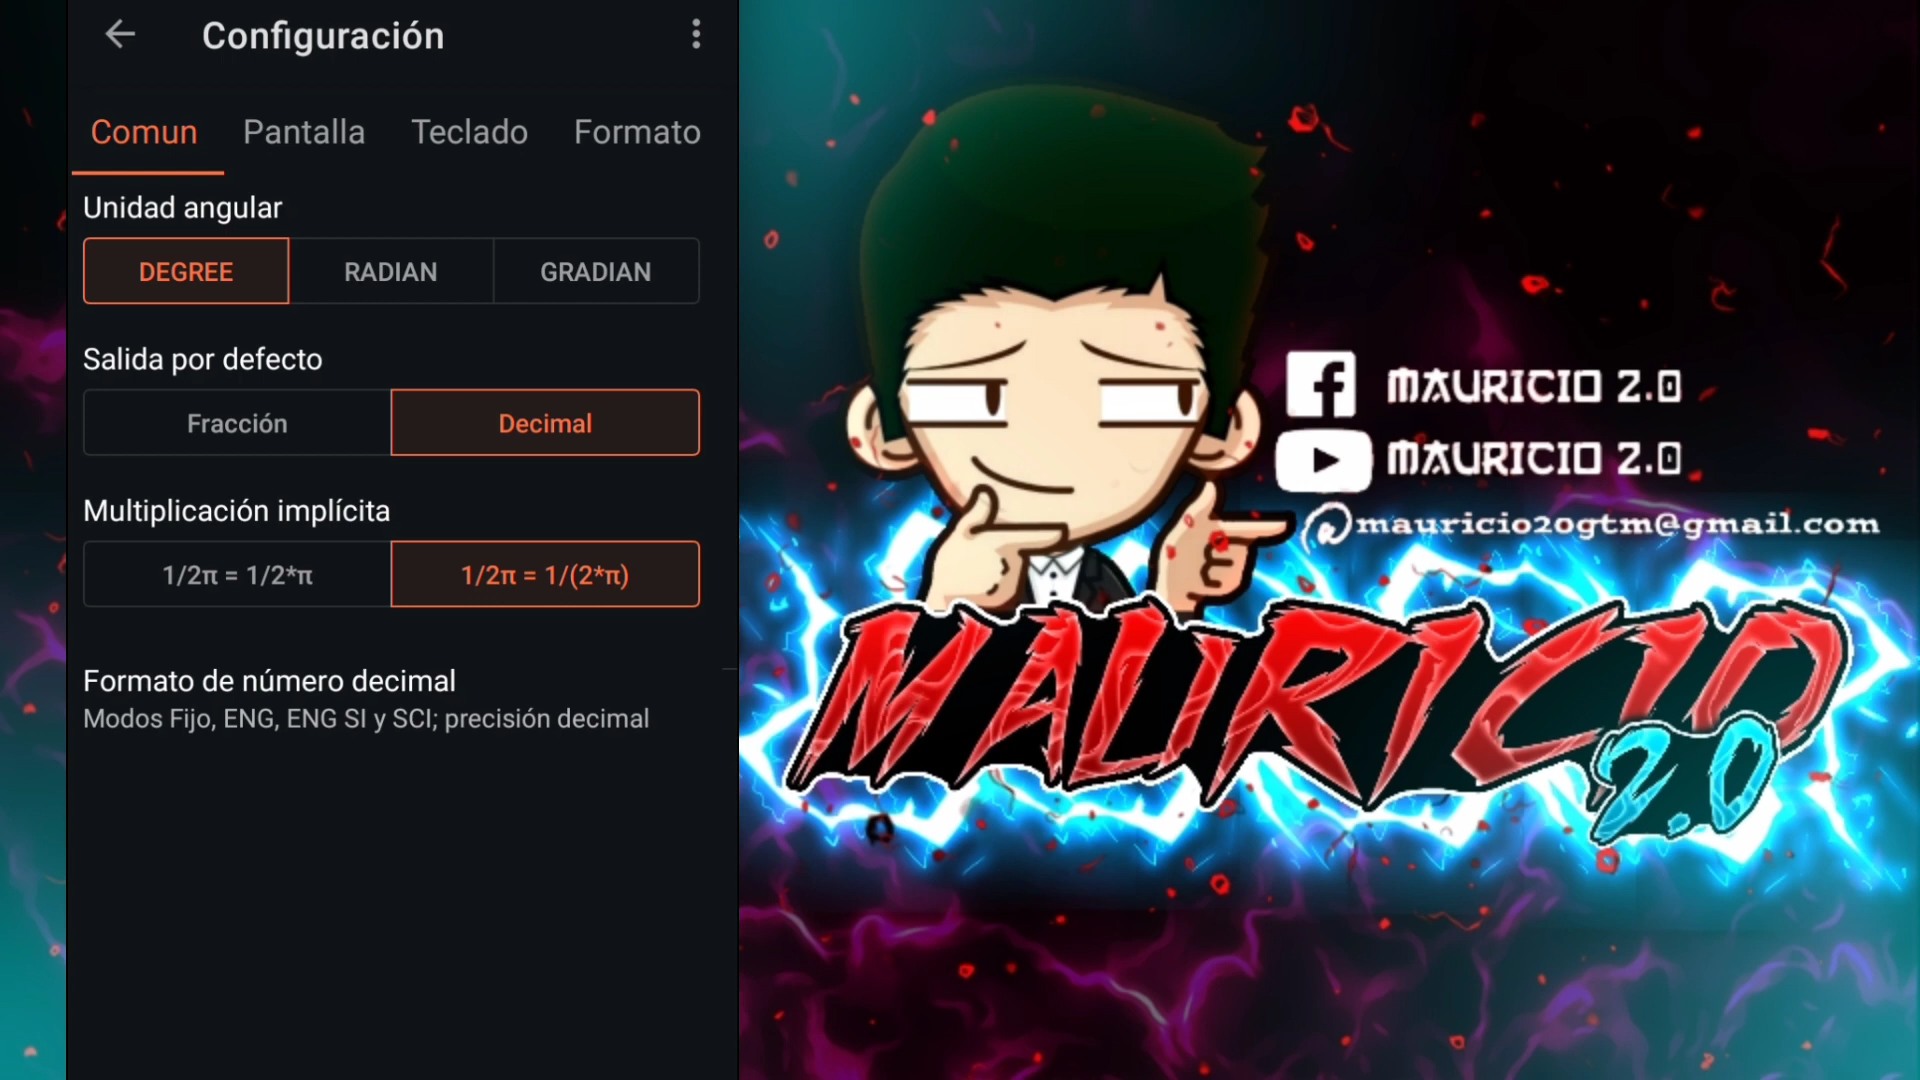 Configuración
Comun Pantalla Teclado Formato
Unidad angular
DEGREE RADIAN GRADIAN
Salida por defecto
Fracción Decimal
Multiplicación implícita
1/2π = 1/2*π 1/2π = 1/(2*π)
Formato de número decimal
Modos Fijo, ENG, ENG SI y SCI; precisión decimal
f MAURICIO 2.0
MAURICIO 2.0
@mauricio20gtm@gmail.com
MAURICIO
2.0